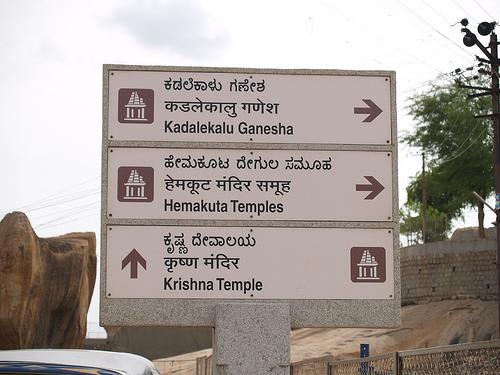 ಕಡಲೆಕಾಳು ಗಣೇಶ
कडलेकालु गणेश
Kadalekalu Ganesha
ಹೇಮಕೂಟ ದೇಗುಲ ಸಮೂಹ
हेमकूट मंदिर समूह
Hemakuta Temples
ಕೃಷ್ಣ ದೇವಾಲಯ
कृष्ण मंदिर
Krishna Temple